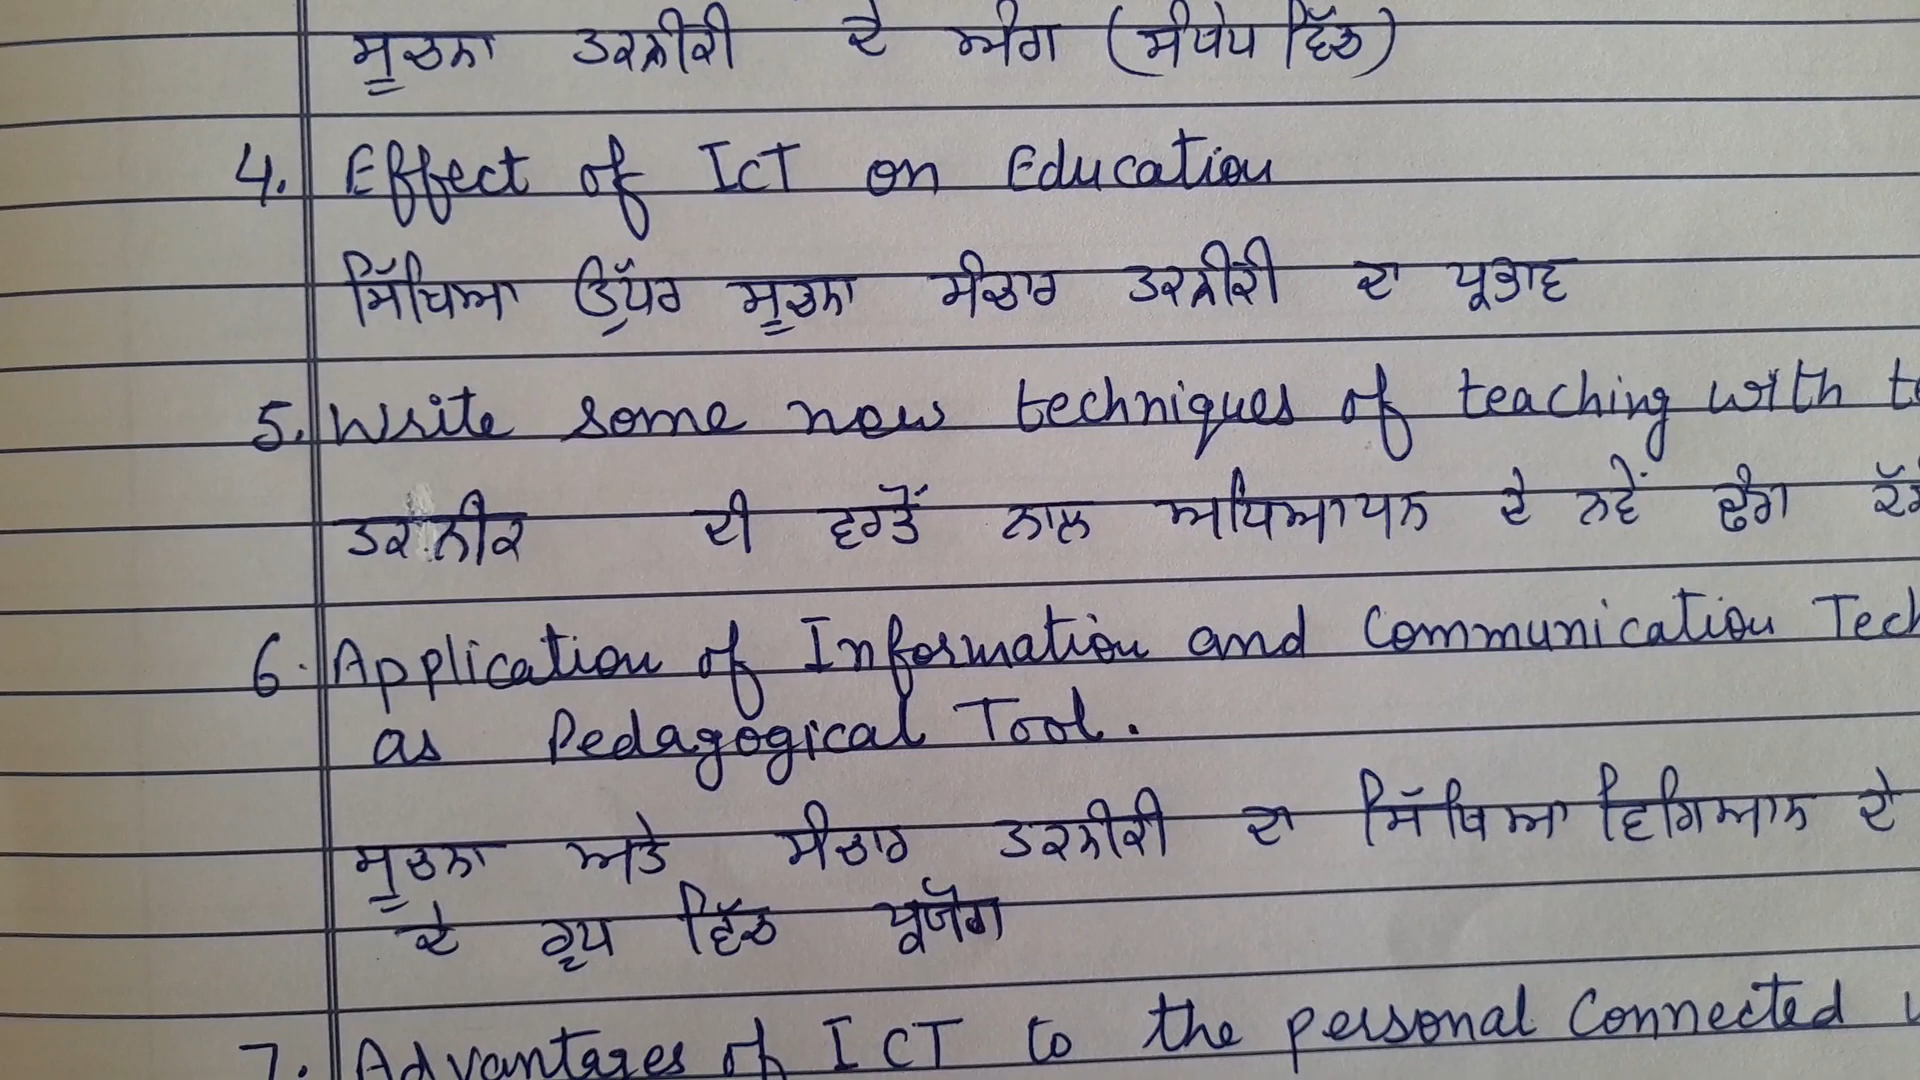 ਸੂਚਨਾ ਤਕਨੀਕੀ ਦੇ ਅੰਗ (ਸੰਖੇਪ ਵਿੱਚ)
4. Effect of ICT on Education
ਸਿੱਖਿਆ ਉੱਪਰ ਸੂਚਨਾ ਸੰਚਾਰ ਤਕਨੀਕੀ ਦਾ ਪ੍ਰਭਾਵ
5. Write some new techniques of teaching with
ਤਕਨੀਕ ਦੀ ਵਰਤੋਂ ਨਾਲ ਅਧਿਆਪਨ ਦੇ ਨਵੇਂ ਢੰਗ
6. Application of Information and Communication Tech
as Pedagogical Tool.
ਸੂਚਨਾ ਅਤੇ ਸੰਚਾਰ ਤਕਨੀਕੀ ਦਾ ਸਿੱਖਿਆ ਵਿਗਿਆਨ ਦੇ
ਦੇ ਰੂਪ ਵਿੱਚ ਪ੍ਰਯੋਗ
7. Advantages of ICT to the personal Connected